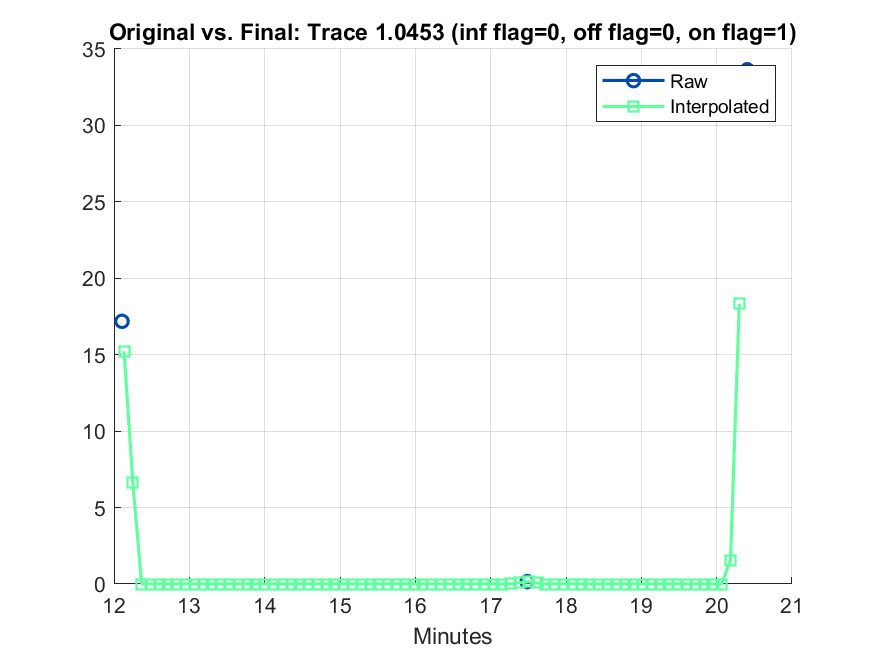 Original vs. Final: Trace 1.0453 (inf flag=0, off flag=0, on flag=1)
35
30
25
20
15
10
5
0
Raw
Interpolated
12 13 14 15 16 17 18 19 20 21
Minutes